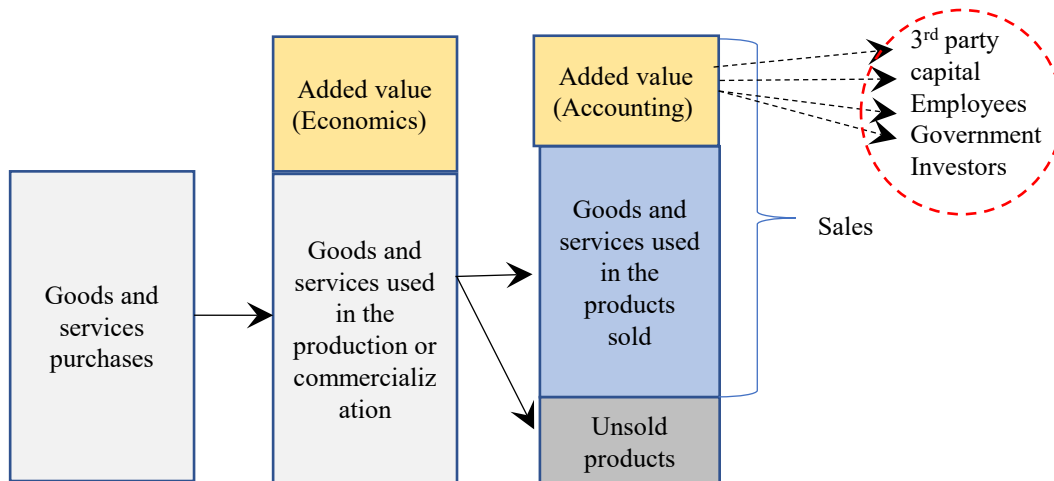 Goods and
services
purchases
Added value
(Economics)
Goods and
services used
in the
production or
commercializ
ation
Added value
(Accounting)
Goods and
services used
in the
products
sold
Unsold
products
Sales
3rd party
capital
Employees
Government
Investors